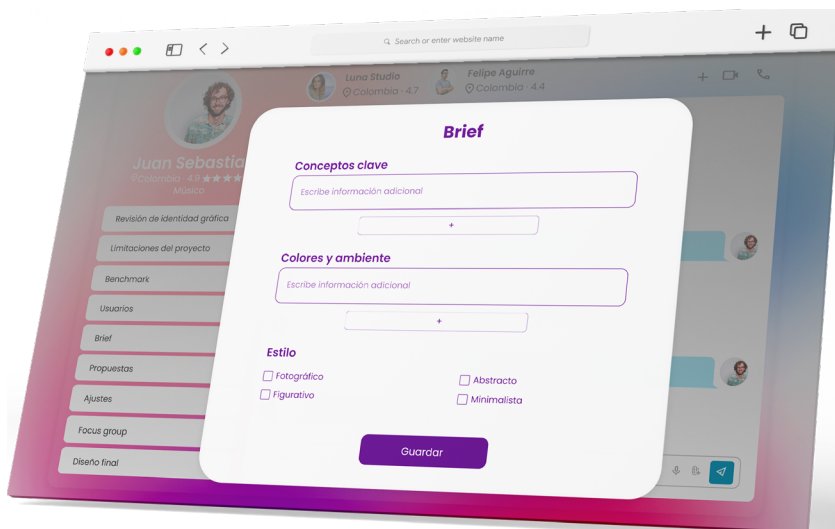 Search or enter website name
Luna Studio
Colombia · 4.7
Felipe Aguirre
Colombia · 4.4
Juan Sebastia
Colombia · 4.9 ★★★★
Músico
Revisión de identidad gráfica
Limitaciones del proyecto
Benchmark
Usuarios
Brief
Propuestas
Ajustes
Focus group
Diseño final
Brief
Conceptos clave
Escribe información adicional
+
Colores y ambiente
Escribe información adicional
+
Estilo
Fotográfico
Abstracto
Figurativo
Minimalista
Guardar